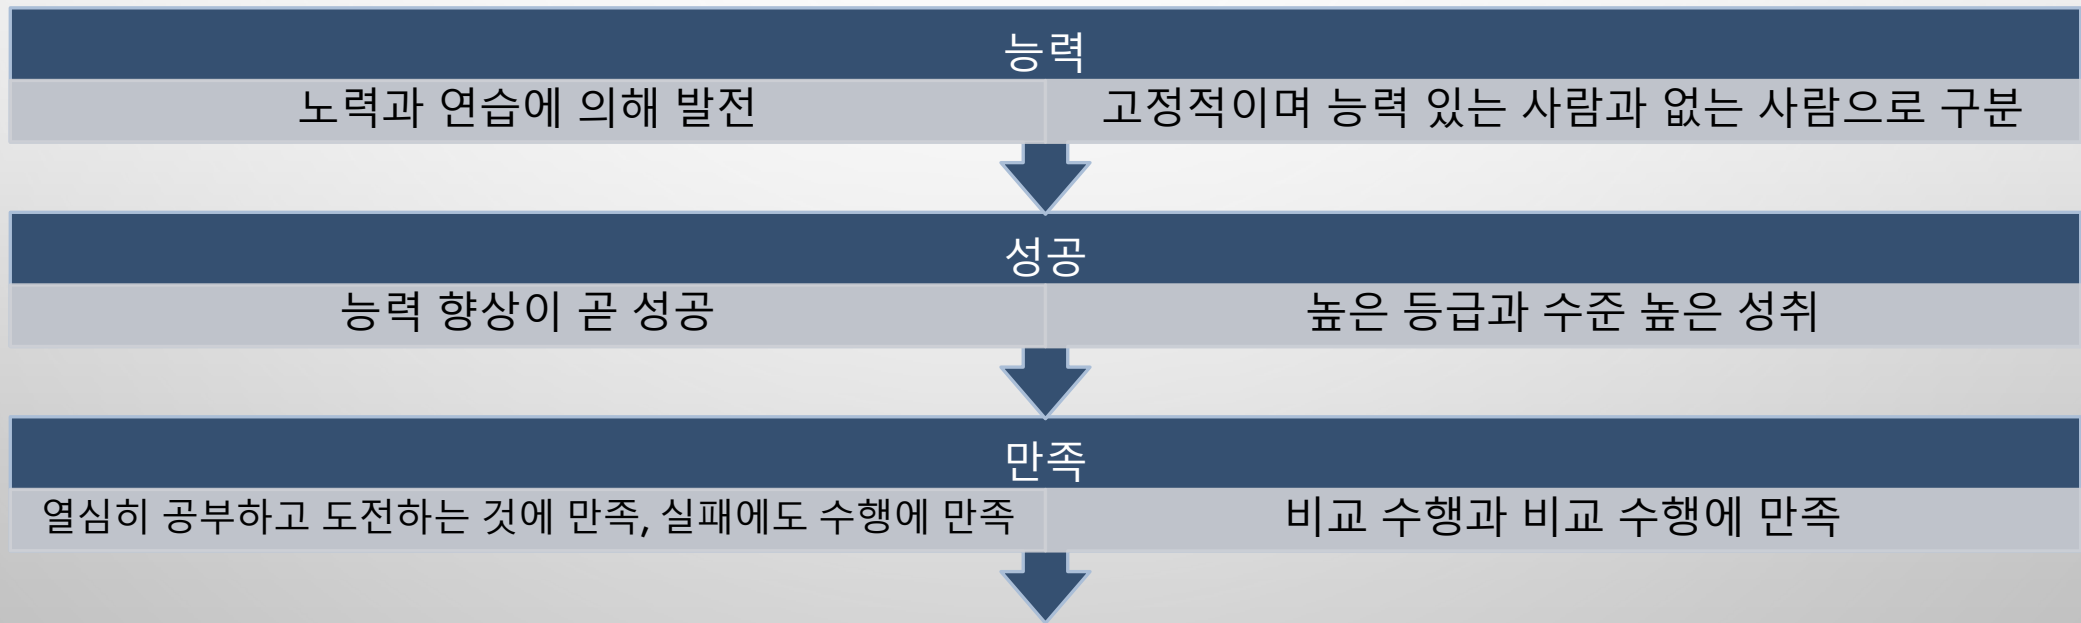 능력
노력과 연습에 의해 발전
고정적이며 능력 있는 사람과 없는 사람으로 구분
성공
능력 향상이 곧 성공
높은 등급과 수준 높은 성취
만족
열심히 공부하고 도전하는 것에 만족, 실패에도 수행에 만족
비교 수행과 비교 수행에 만족